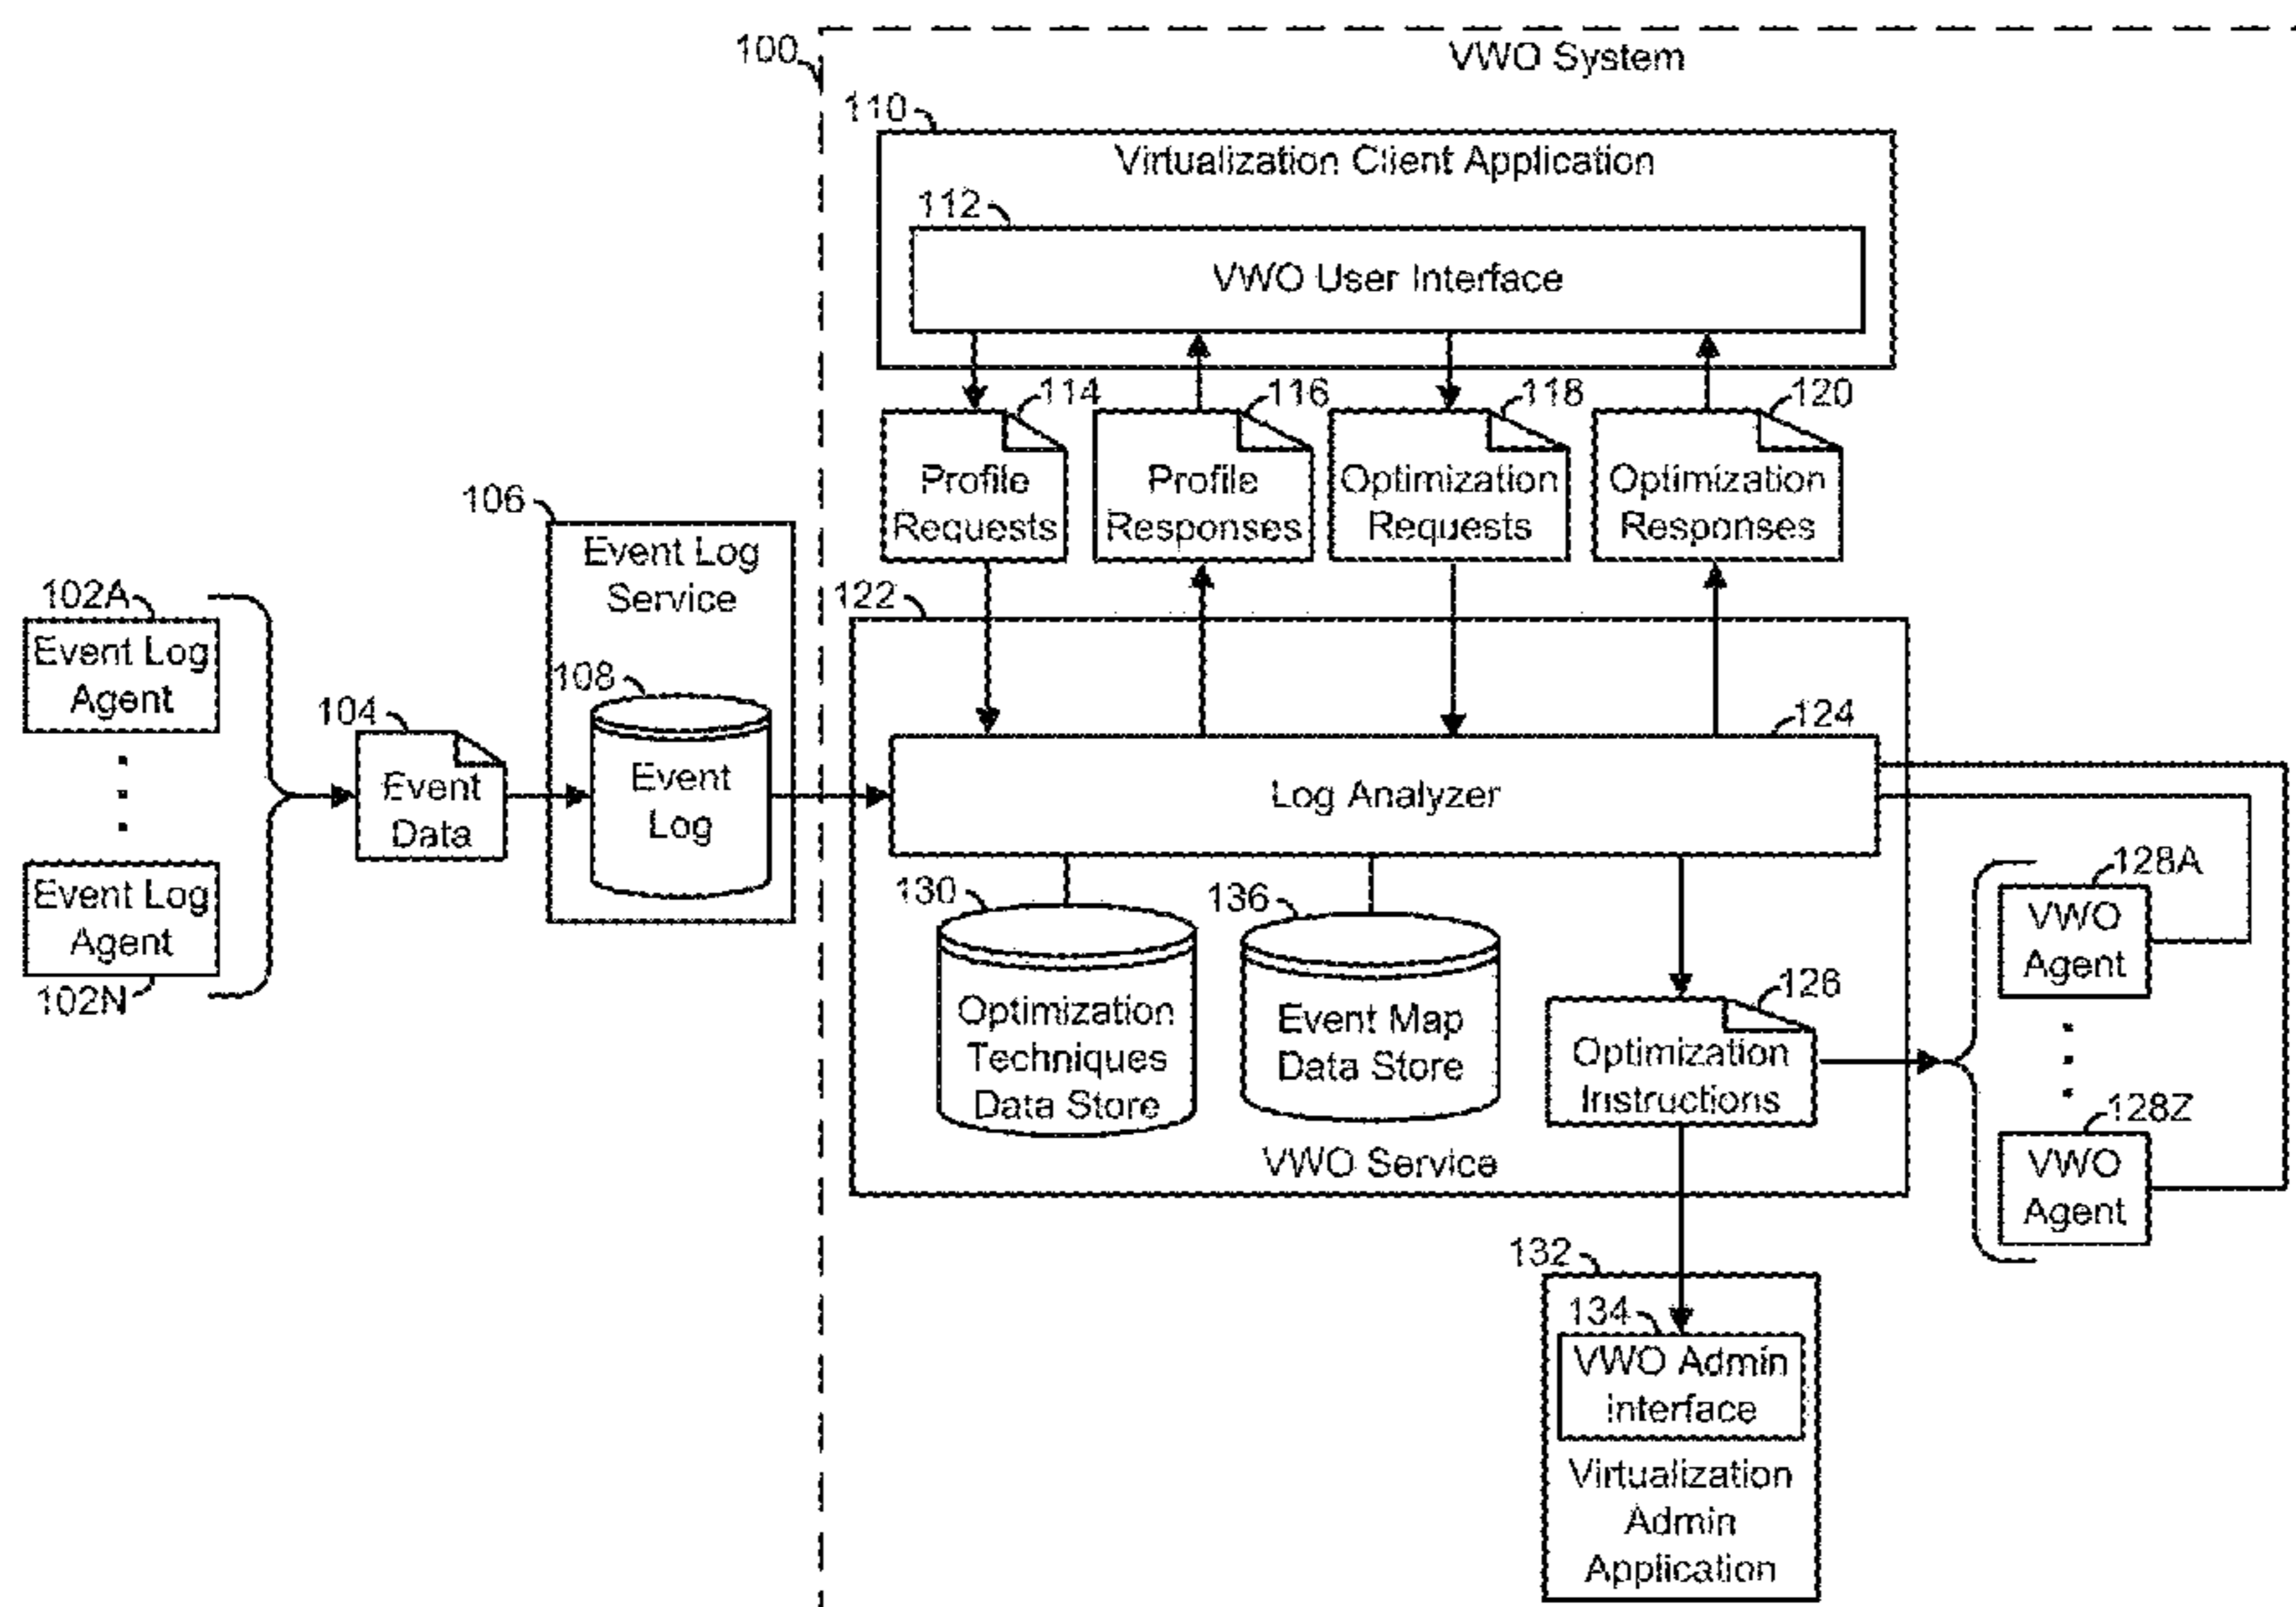 100
VWO System
110
Virtualization Client Application
112
VWO User Interface
114
116
118
120
Profile
Requests
Profile
Responses
Optimization
Requests
Optimization
Responses
106
Event Log
Service
102A
Event Log
Agent
104
Event
Data
108
Event
Log
Event Log
Agent
102N
122
124
Log Analyzer
130
Optimization
Techniques
Data Store
136
Event Map
Data Store
128
Optimization
Instructions
VWO Service
128A
VWO
Agent
128Z
VWO
Agent
132
134
VWO Admin
Interface
Virtualization
Admin
Application